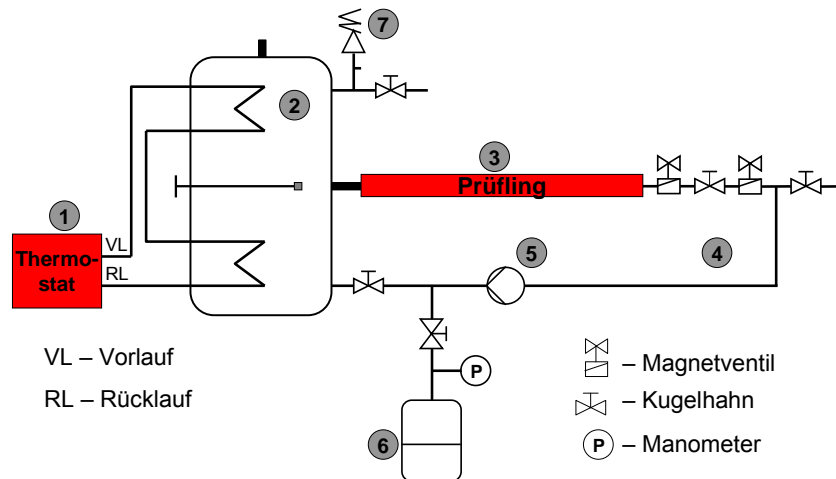 7
2
3
Prüfling
1
VL
Thermo-
stat
RL
5
4
VL – Vorlauf
RL – Rücklauf
P
6
– Magnetventil
– Kugelhahn
P – Manometer